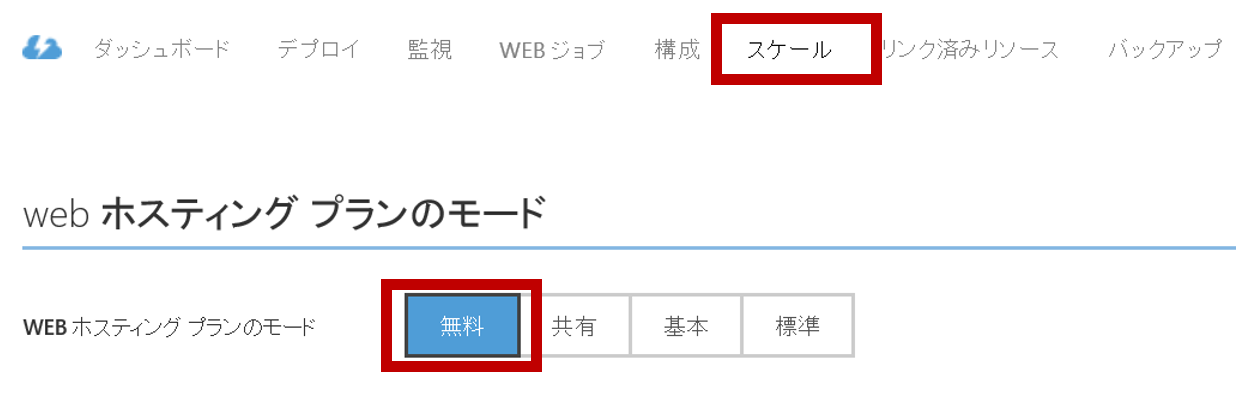 ダッシュボード デプロイ 監視 WEB ジョブ 構成 スケール リンク済みリソース バックアップ
web ホスティング プランのモード
WEB ホスティング プランのモード 無料 共有 基本 標準